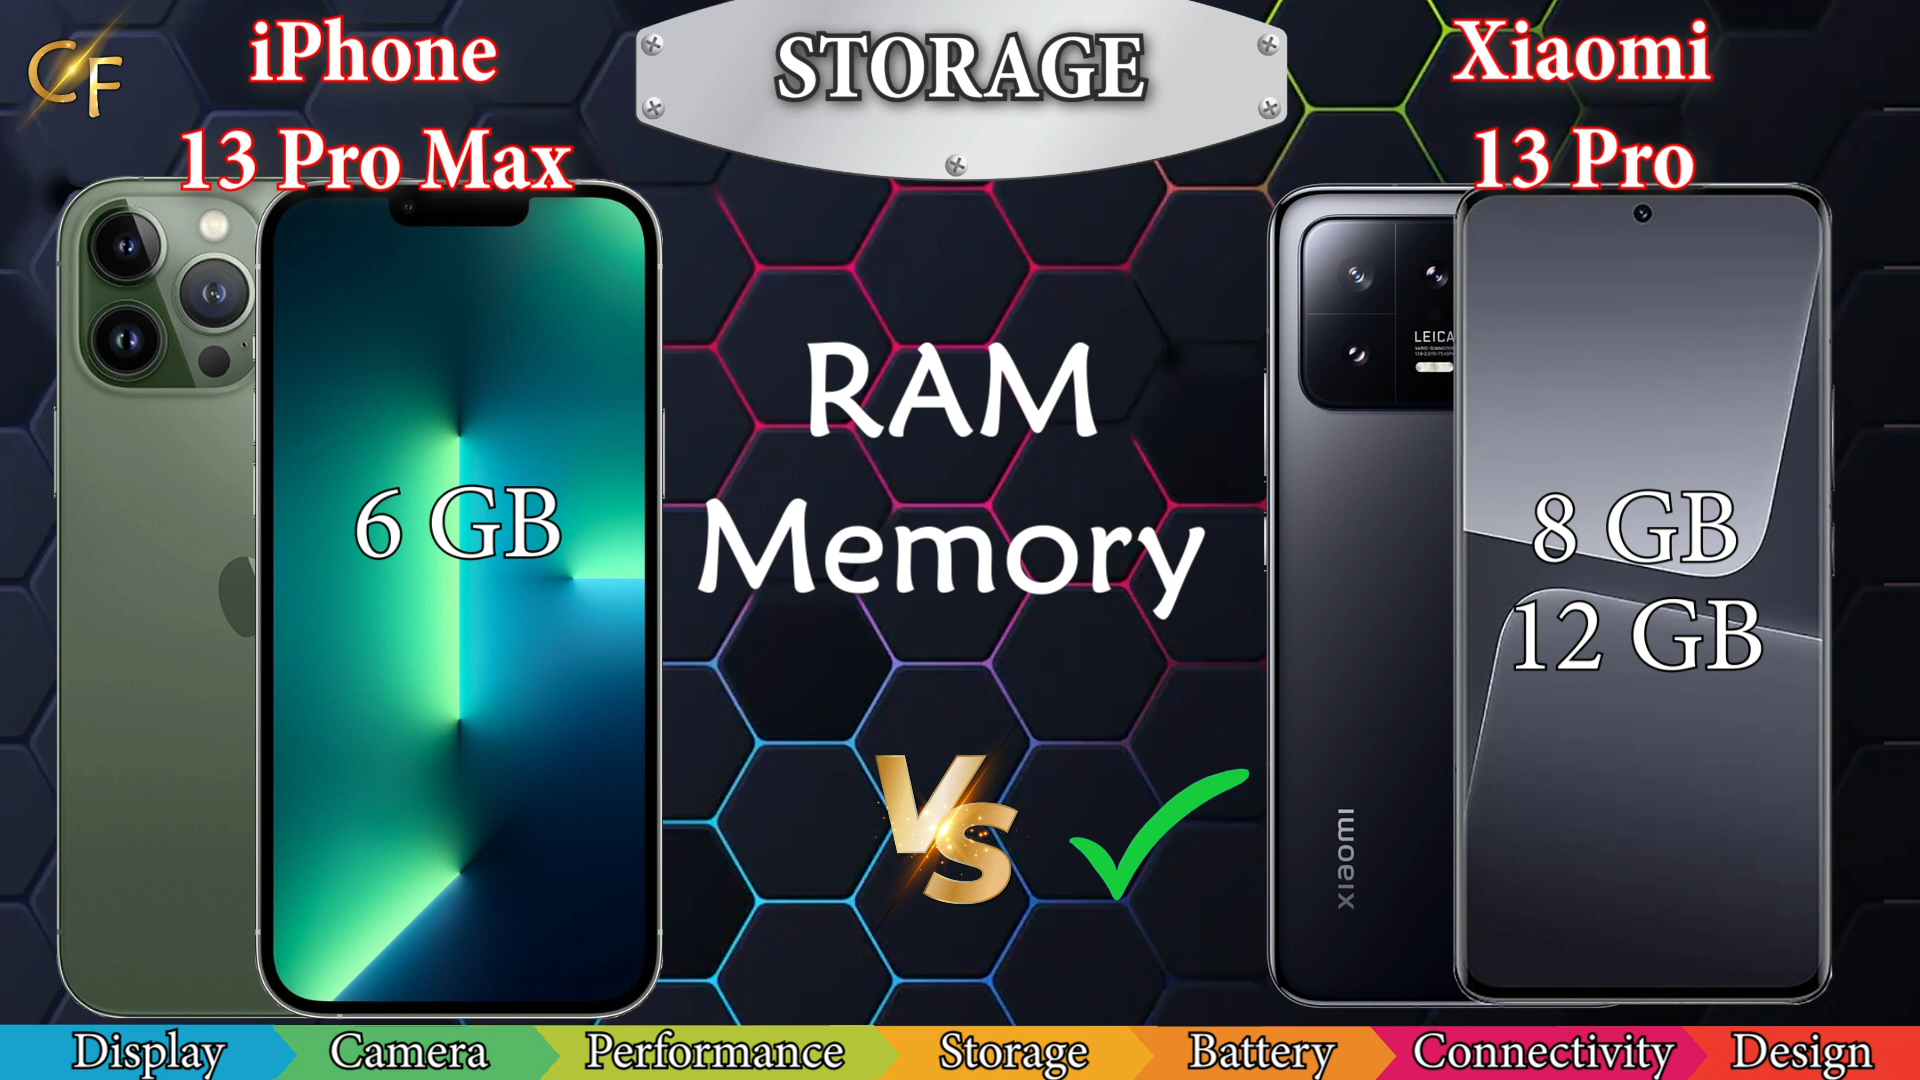 CF
iPhone
13 Pro Max
STORAGE
Xiaomi
13 Pro
LEICA
RAM
Memory
6 GB
8 GB
12 GB
VS
xiaomi
Display
Camera
Performance
Storage
Battery
Connectivity
Design